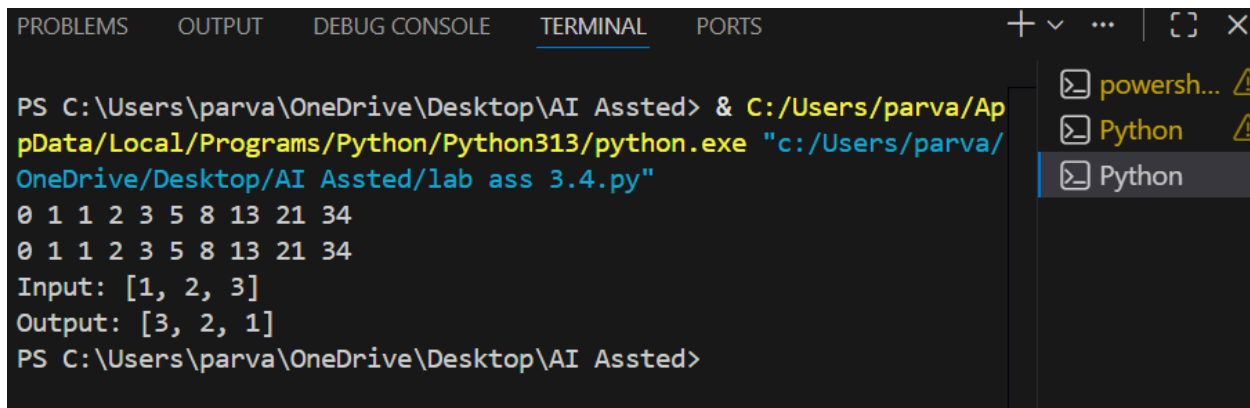 PROBLEMS OUTPUT DEBUG CONSOLE TERMINAL PORTS
PS C:\Users\parva\OneDrive\Desktop\AI Assted> & C:/Users/parva/Ap
pData/Local/Programs/Python/Python313/python.exe "c:/Users/parva/
OneDrive/Desktop/AI Assted/lab ass 3.4.py"
0 1 1 2 3 5 8 13 21 34
0 1 1 2 3 5 8 13 21 34
Input: [1, 2, 3]
Output: [3, 2, 1]
PS C:\Users\parva\OneDrive\Desktop\AI Assted>
powersh...
Python
Python